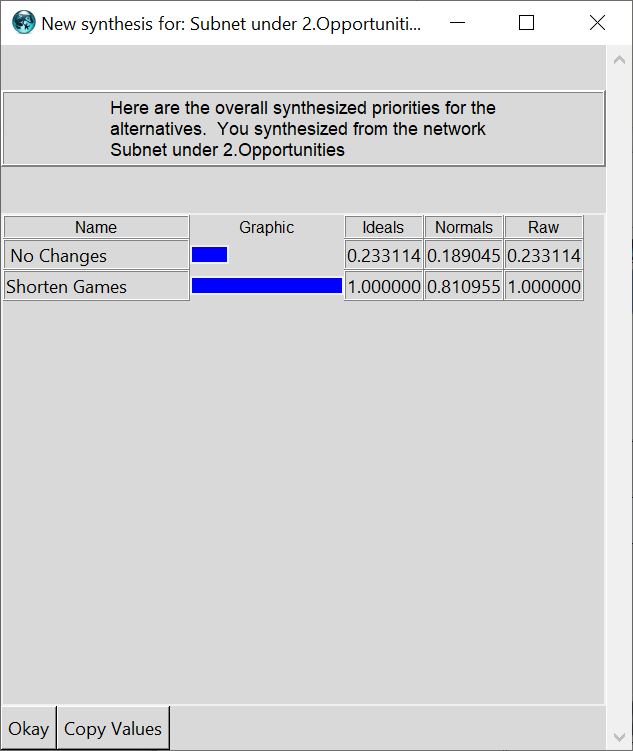 New synthesis for: Subnet under 2.Opportuniti...
Here are the overall synthesized priorities for the
alternatives.  You synthesized from the network
Subnet under 2.Opportunities
Name Graphic Ideals Normals Raw
No Changes 0.233114 0.189045 0.233114
Shorten Games 1.000000 0.810955 1.000000
Okay Copy Values